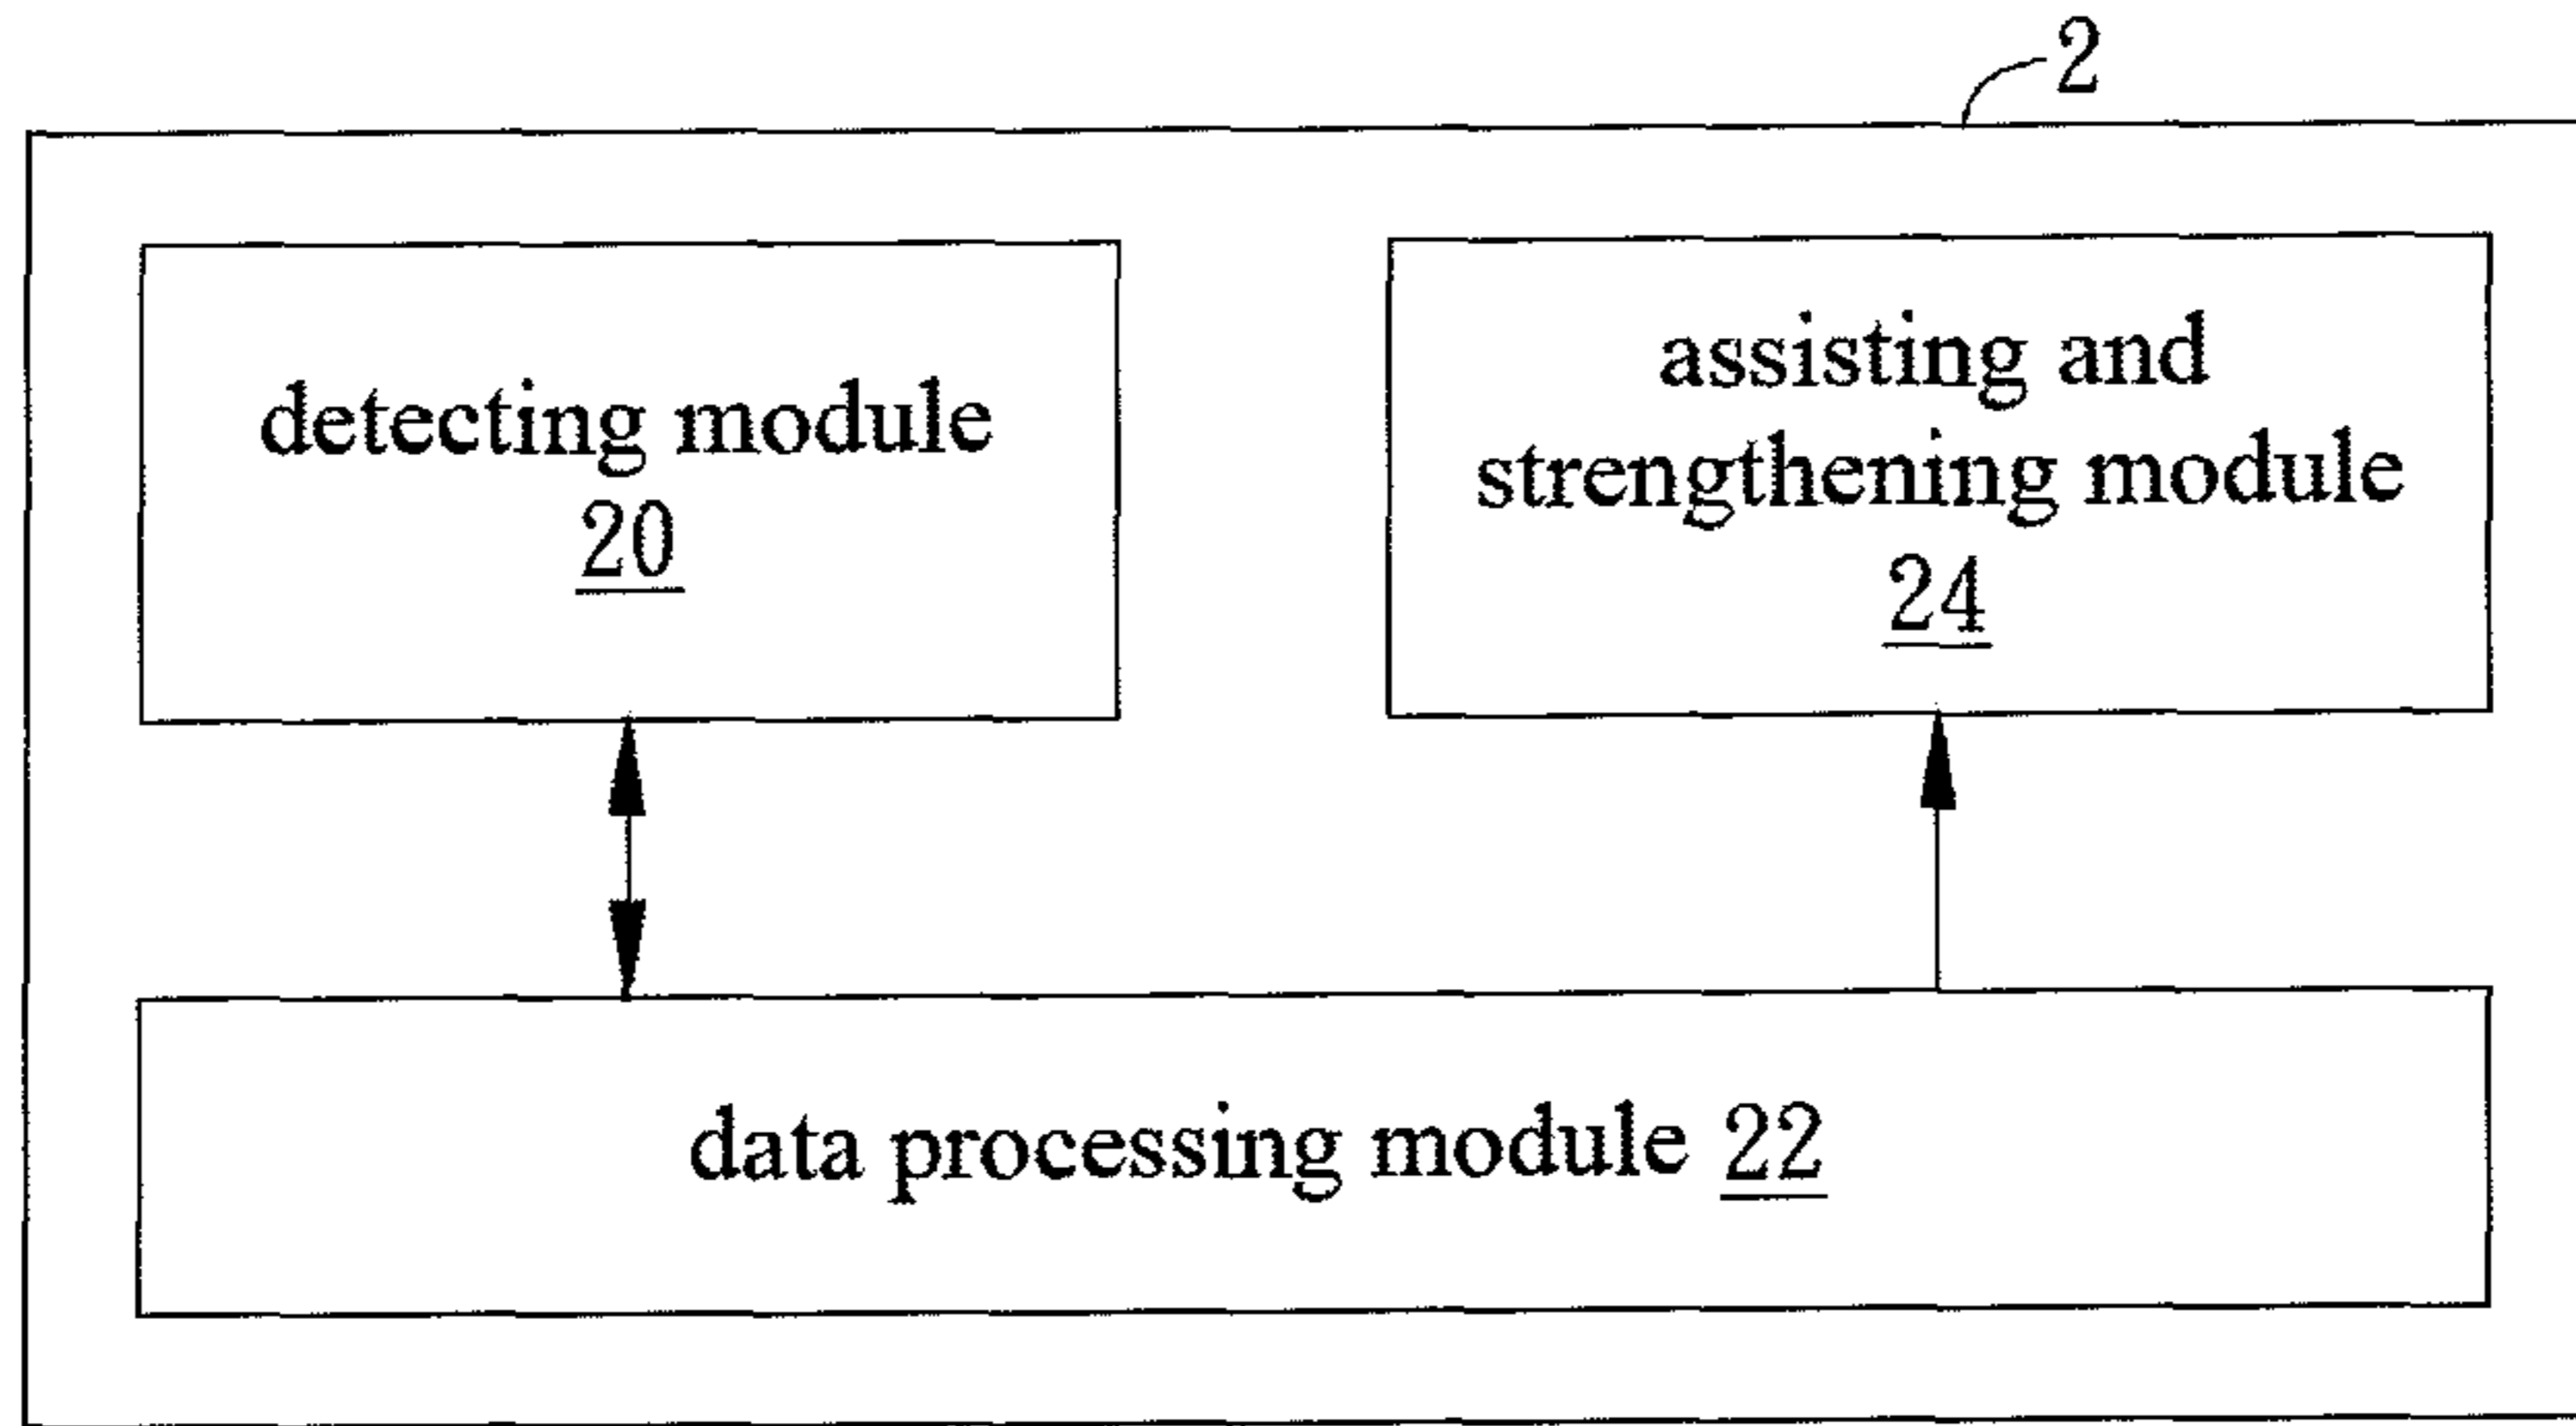 2
detecting module
20
assisting and
strengthening module
24
data processing module 22